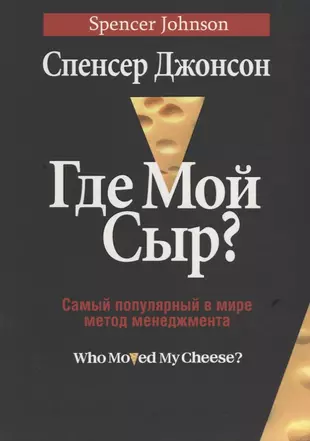 Spencer Johnson
Спенсер Джонсон
Где Мой
Сыр?
Самый популярный в мире
метод менеджмента
Who Moved My Cheese?